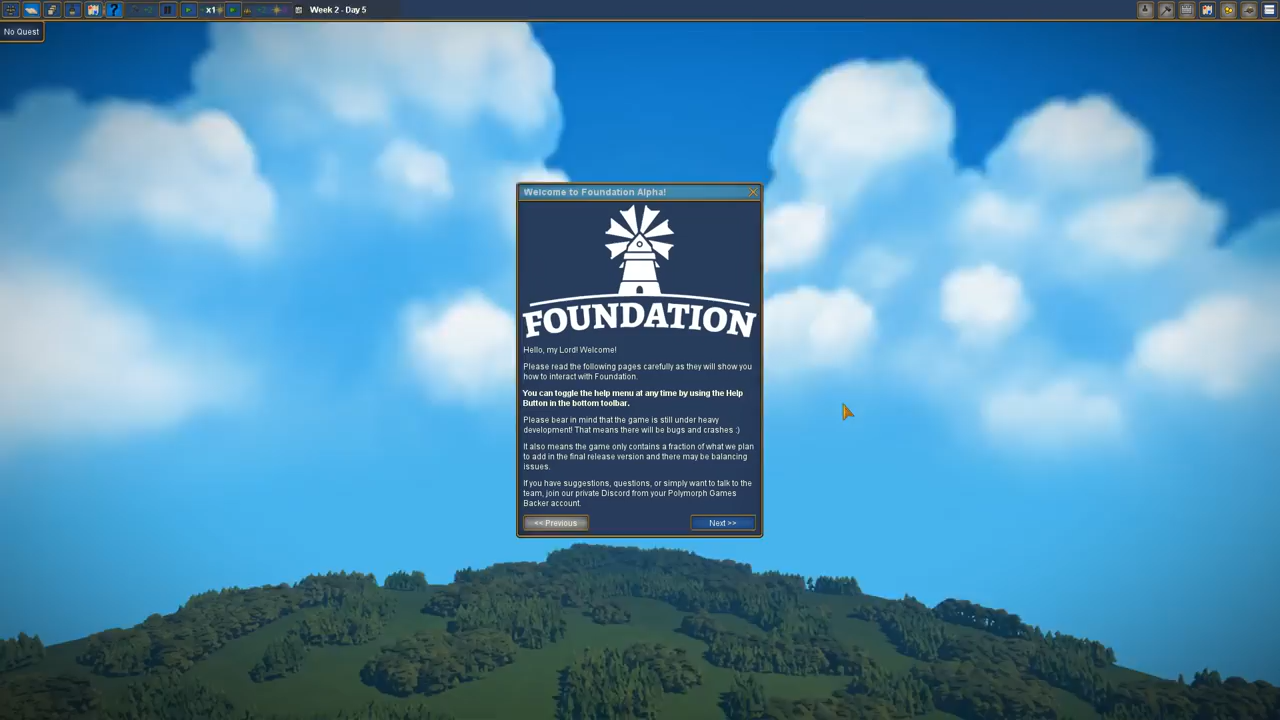 x1
Week 2 - Day 5
No Quest
Welcome to Foundation Alpha!
FOUNDATION
Hello, my Lord! Welcome!
Please read the following pages carefully as they will show you
how to interact with Foundation.
You can toggle the help menu at any time by using the Help
Button in the bottom toolbar.
Please bear in mind that the game is still under heavy
development! That means there will be bugs and crashes ;)
It also means the game only contains a fraction of what we plan
to add in the final release version and there may be balancing
issues.
If you have suggestions, questions, or simply want to talk to the
team, join our private Discord from your Polymorph Games
Backer account.
<< Previous
Next >>